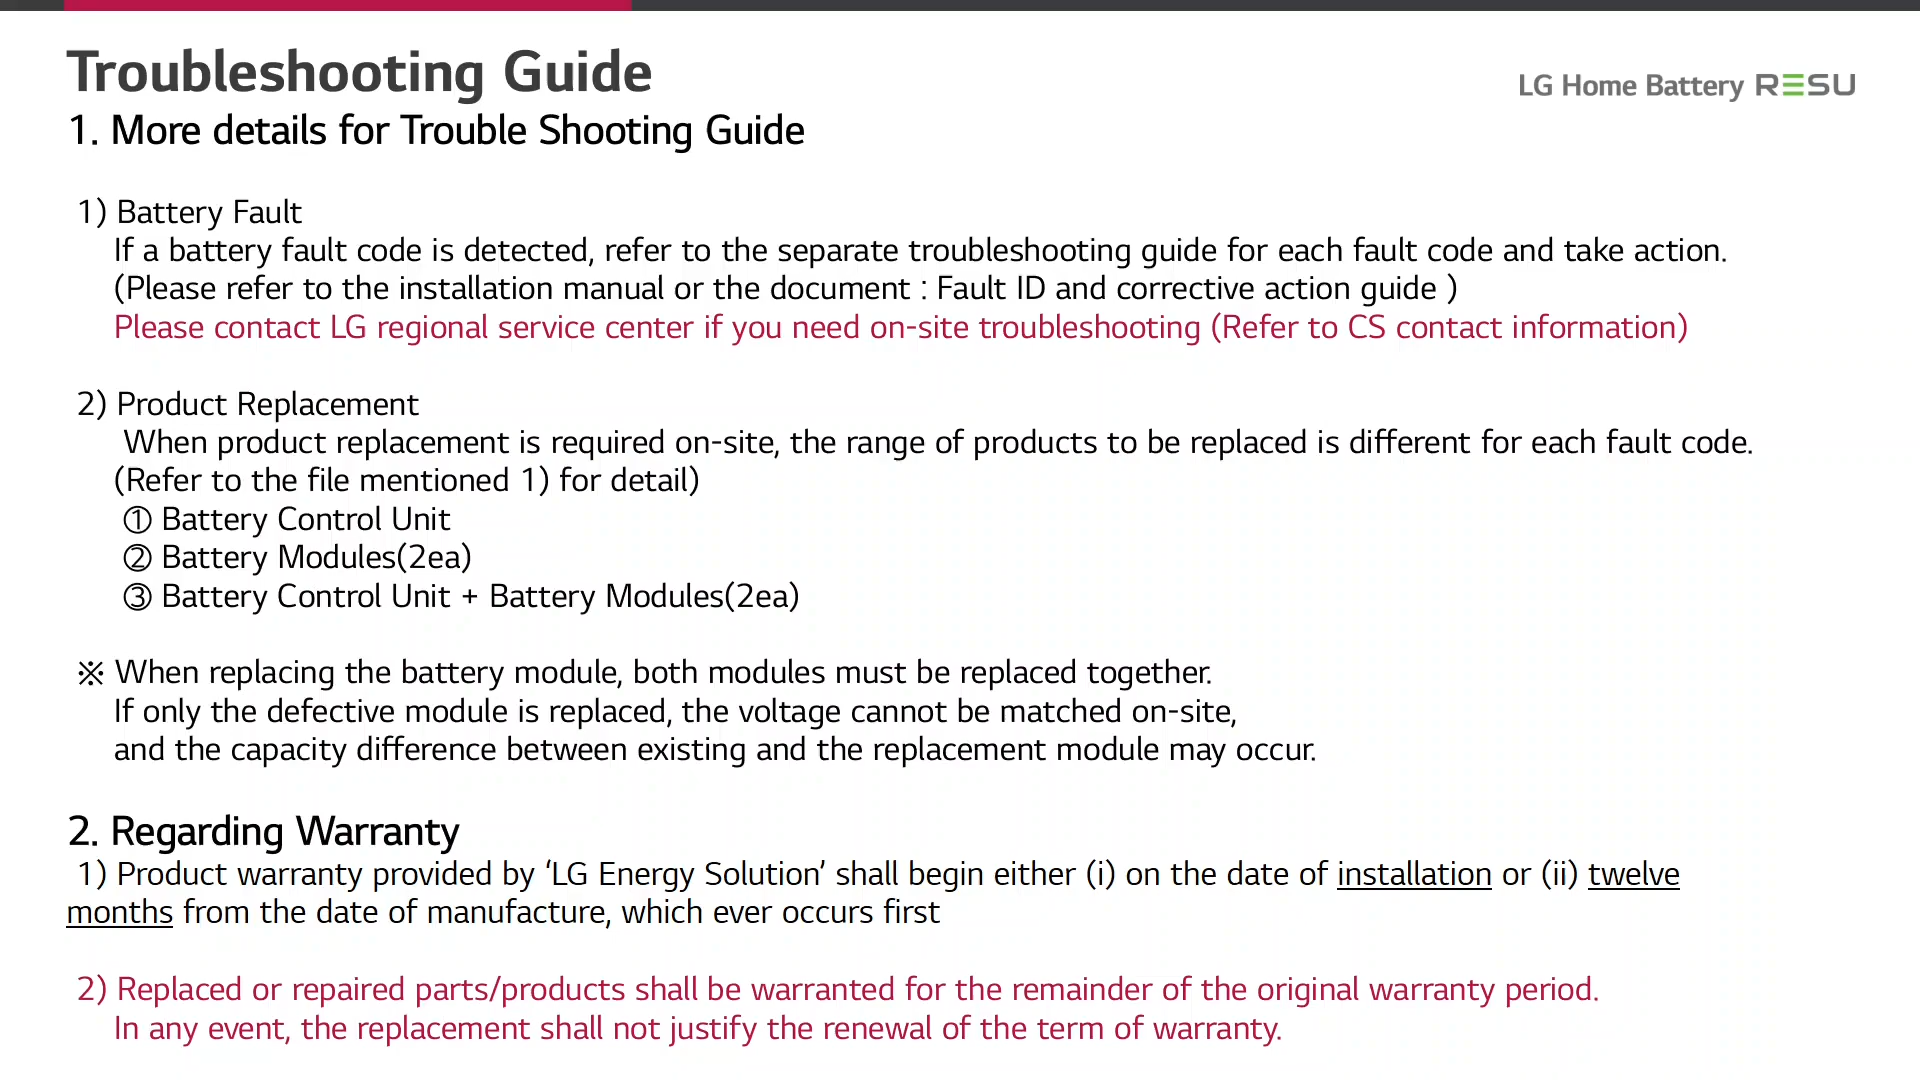 Troubleshooting Guide
LG Home Battery RESU
1. More details for Trouble Shooting Guide
1) Battery Fault
If a battery fault code is detected, refer to the separate troubleshooting guide for each fault code and take action.
(Please refer to the installation manual or the document : Fault ID and corrective action guide )
Please contact LG regional service center if you need on-site troubleshooting (Refer to CS contact information)
2) Product Replacement
When product replacement is required on-site, the range of products to be replaced is different for each fault code.
(Refer to the file mentioned 1) for detail)
① Battery Control Unit
② Battery Modules(2ea)
③ Battery Control Unit + Battery Modules(2ea)
※ When replacing the battery module, both modules must be replaced together.
If only the defective module is replaced, the voltage cannot be matched on-site,
and the capacity difference between existing and the replacement module may occur.
2. Regarding Warranty
1) Product warranty provided by ‘LG Energy Solution’ shall begin either (i) on the date of installation or (ii) twelve
months from the date of manufacture, which ever occurs first
2) Replaced or repaired parts/products shall be warranted for the remainder of the original warranty period.
In any event, the replacement shall not justify the renewal of the term of warranty.